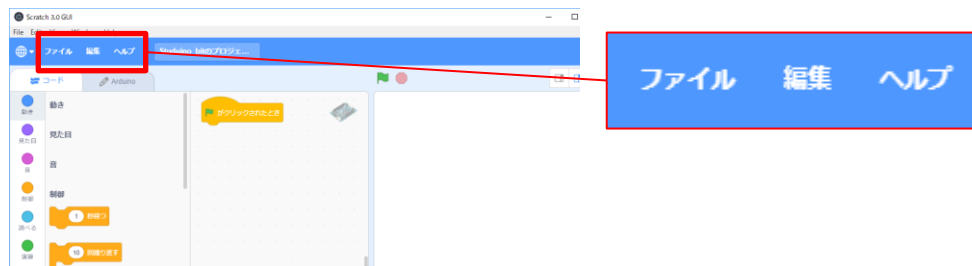 Scratch 3.0 GUI
File
ファイル 編集 ヘルプ
Studuino bitのプロジェ...
コード
Arduino
動き
見た目
音
制御
調べる
演算
動き
見た目
音
制御
1 秒待つ
10 回繰り返す
がクリックされたとき
ファイル 編集 ヘルプ